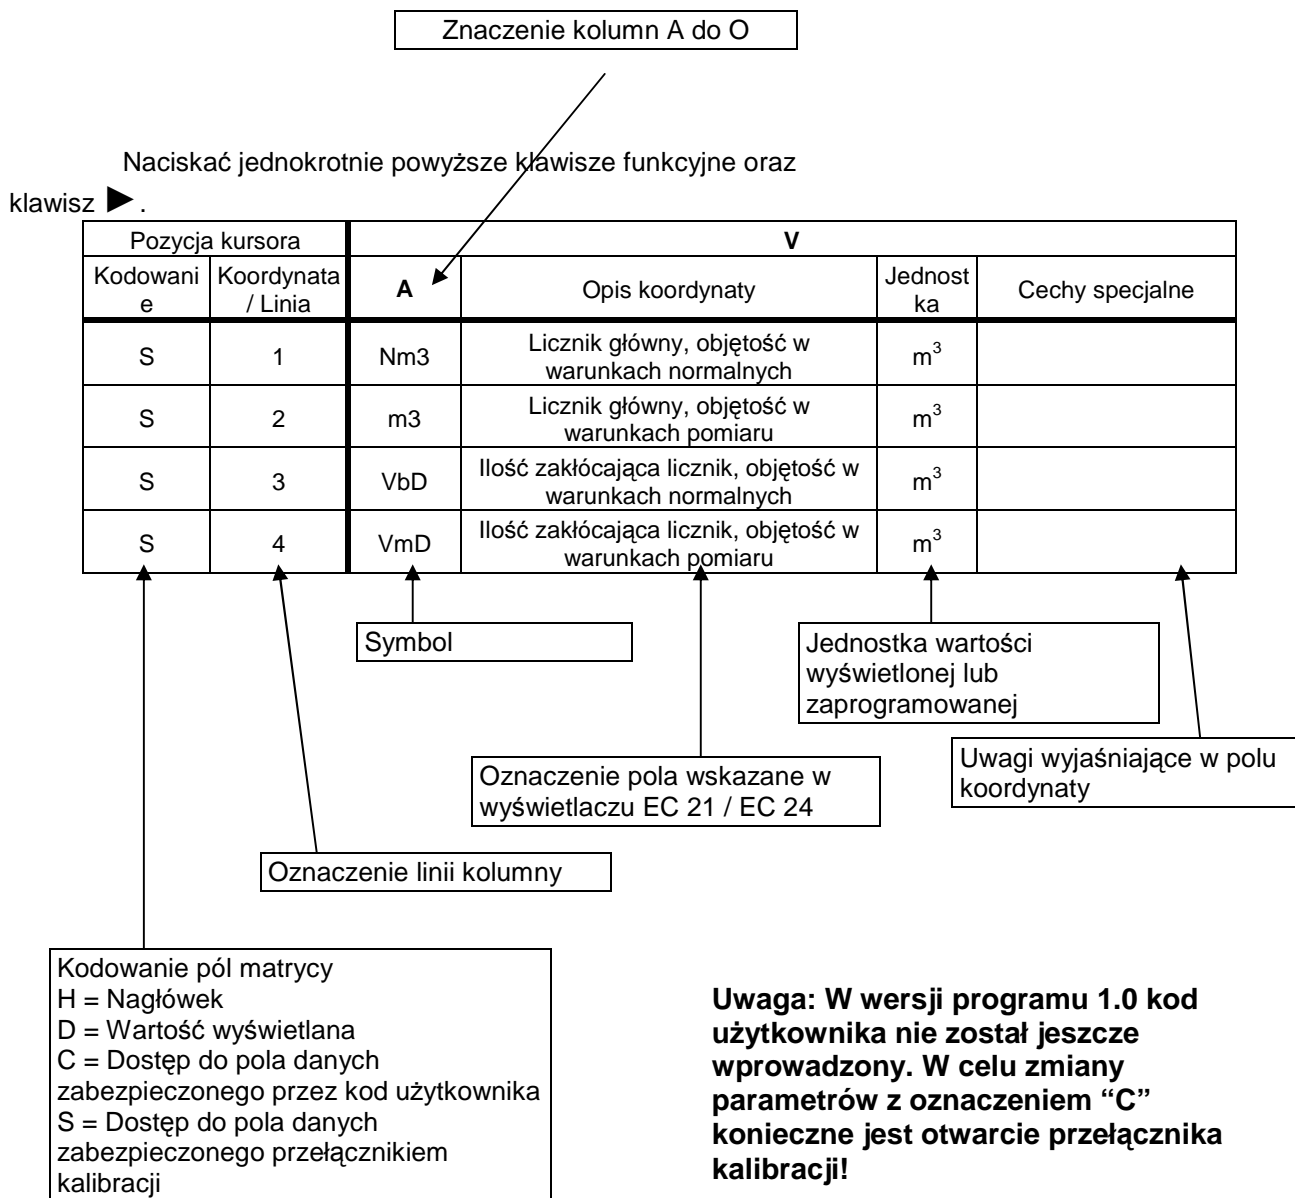 Znaczenie kolumn A do O
Naciskać jednokrotnie powyższe klawisze funkcyjne oraz
klawisz ►.
Pozycja kursora V
Kodowani
e
Koordynata
/ Linia
A
Opis koordynaty
Jednost
ka
Cechy specjalne
S 1 Nm3 Licznik główny, objętość w
warunkach normalnych
m³
S 2 m3 Licznik główny, objętość w
warunkach pomiaru
m³
S 3 VbD Ilość zakłócająca licznik, objętość w
warunkach normalnych
m³
S 4 VmD Ilość zakłócająca licznik, objętość w
warunkach pomiaru
m³
Symbol
Jednostka wartości
wyświetlonej lub
zaprogramowanej
Oznaczenie pola wskazane w
wyświetlaczu EC 21 / EC 24
Uwagi wyjaśniające w polu
koordynaty
Oznaczenie linii kolumny
Kodowanie pól matrycy
H = Nagłówek
D = Wartość wyświetlana
C = Dostęp do pola danych
zabezpieczonego przez kod użytkownika
S = Dostęp do pola danych
zabezpieczonego przełącznikiem
kalibracji
Uwaga: W wersji programu 1.0 kod
użytkownika nie został jeszcze
wprowadzony. W celu zmiany
parametrów z oznaczeniem “C”
konieczne jest otwarcie przełącznika
kalibracji!